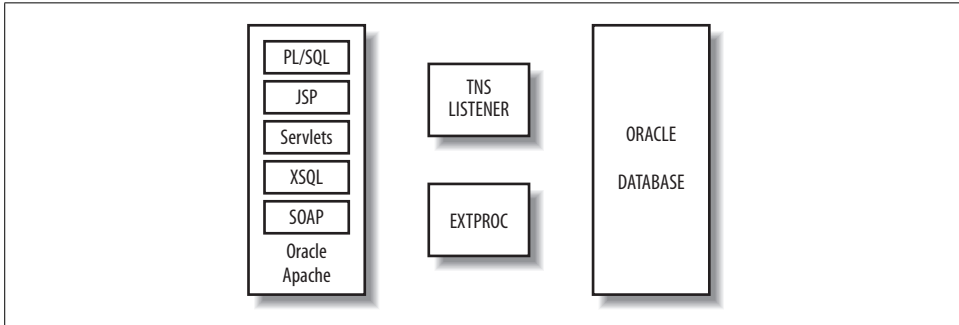 PL/SQL
JSP
Servlets
XSQL
SOAP
Oracle
Apache
TNS
LISTENER
EXTPROC
ORACLE
DATABASE